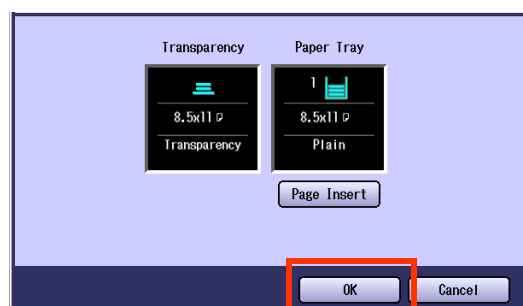 Transparency Paper Tray
1
8.5x11 8.5x11
Transparency Plain
Page Insert
OK Cancel